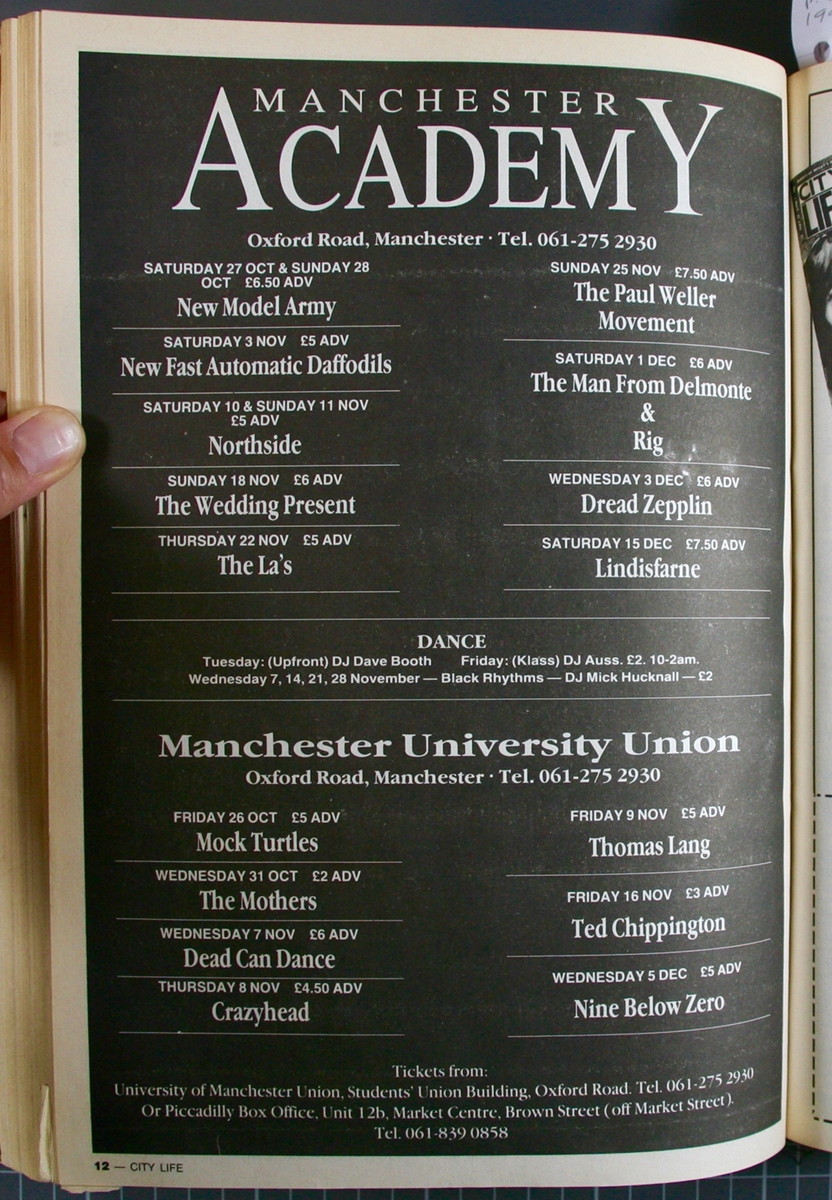 MANCHESTER
ACADEMY
Oxford Road, Manchester · Tel. 061-275 2930
SATURDAY 27 OCT & SUNDAY 28
OCT £6.50 ADV
New Model Army
SATURDAY 3 NOV £5 ADV
New Fast Automatic Daffodils
SATURDAY 10 & SUNDAY 11 NOV
£5 ADV
Northside
SUNDAY 18 NOV £6 ADV
The Wedding Present
THURSDAY 22 NOV £5 ADV
The La's
SUNDAY 25 NOV £7.50 ADV
The Paul Weller
Movement
SATURDAY 1 DEC £6 ADV
The Man From Delmonte
&
Rig
WEDNESDAY 3 DEC £6 ADV
Dread Zepplin
SATURDAY 15 DEC £7.50 ADV
Lindisfarne
DANCE
Tuesday: (Upfront) DJ Dave Booth Friday: (Klass) DJ Auss. £2. 10-2am.
Wednesday 7, 14, 21, 28 November — Black Rhythms — DJ Mick Hucknall — £2
Manchester University Union
Oxford Road, Manchester · Tel. 061-275 2930
FRIDAY 26 OCT £5 ADV
Mock Turtles
WEDNESDAY 31 OCT £2 ADV
The Mothers
WEDNESDAY 7 NOV £6 ADV
Dead Can Dance
THURSDAY 8 NOV £4.50 ADV
Crazyhead
FRIDAY 9 NOV £5 ADV
Thomas Lang
FRIDAY 16 NOV £3 ADV
Ted Chippington
WEDNESDAY 5 DEC £5 ADV
Nine Below Zero
Tickets from:
University of Manchester Union, Students' Union Building, Oxford Road. Tel. 061-275 2930
Or Piccadilly Box Office, Unit 12b, Market Centre, Brown Street (off Market Street).
Tel. 061-839 0858
12 — CITY LIFE
CITY